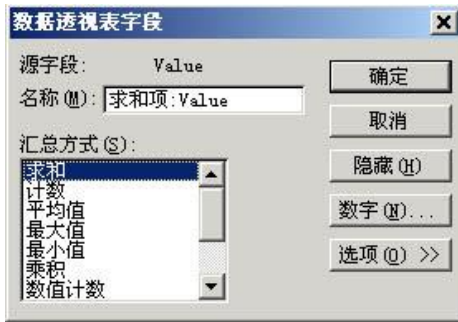 数据透视表字段
源字段: Value
名称(M): 求和项:Value
汇总方式(S):
求和
计数
平均值
最大值
最小值
乘积
数值计数
确定
取消
隐藏(H)
数字(N)...
选项(O) >>